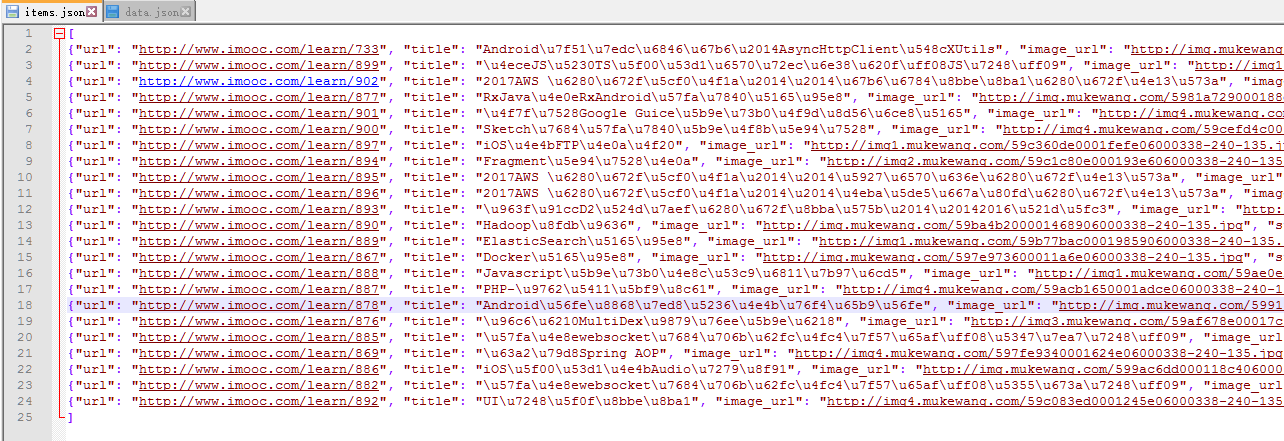 items.json data.json
1 [
2 {"url": "http://www.imooc.com/learn/733", "title": "Android\u7f51\u7edc\u6846\u67b6\u2014AsyncHttpClient\u548cXUtils", "image_url": "http://img.mukewang.
3 {"url": "http://www.imooc.com/learn/899", "title": "\u4eceJS\u5230TS\u5f00\u53d1\u6570\u72ec\u6e38\u620f\uff08JS\u7248\uff09", "image_url": "http://img1
4 {"url": "http://www.imooc.com/learn/902", "title": "2017AWS \u6280\u672f\u5cf0\u4f1a\u2014\u2014\u67b6\u6784\u8bbe\u8ba1\u6280\u672f\u4e13\u573a", "imag
5 {"url": "http://www.imooc.com/learn/877", "title": "RxJava\u4e0eRxAndroid\u57fa\u7840\u5165\u95e8", "image_url": "http://img.mukewang.com/5981a729000188
6 {"url": "http://www.imooc.com/learn/901", "title": "\u4f7f\u7528Google Guice\u5b9e\u73b0\u4f9d\u8d56\u6ce8\u5165", "image_url": "http://img4.mukewang.co
7 {"url": "http://www.imooc.com/learn/900", "title": "Sketch\u7684\u57fa\u7840\u5b9e\u4f8b\u5e94\u7528", "image_url": "http://img4.mukewang.com/59cefd4c00
8 {"url": "http://www.imooc.com/learn/897", "title": "iOS\u4e4bFTP\u4e0a\u4f20", "image_url": "http://img1.mukewang.com/59c360de0001fefe06000338-240-135.j
9 {"url": "http://www.imooc.com/learn/894", "title": "Fragment\u5e94\u7528\u4e0a", "image_url": "http://img2.mukewang.com/59c1c80e000193e606000338-240-135.
10 {"url": "http://www.imooc.com/learn/895", "title": "2017AWS \u6280\u672f\u5cf0\u4f1a\u2014\u2014\u5927\u6570\u636e\u6280\u672f\u4e13\u573a", "image_url"
11 {"url": "http://www.imooc.com/learn/896", "title": "2017AWS \u6280\u672f\u5cf0\u4f1a\u2014\u2014\u4eba\u5de5\u667a\u80fd\u6280\u672f\u4e13\u573a", "imag
12 {"url": "http://www.imooc.com/learn/893", "title": "\u963f\u91ccD2\u524d\u7aef\u6280\u672f\u8bba\u575b\u2014\u20142016\u521d\u5fc3", "image_url": "http:
13 {"url": "http://www.imooc.com/learn/890", "title": "Hadoop\u8fdb\u9636", "image_url": "http://img.mukewang.com/59ba4b200001468906000338-240-135.jpg", "s
14 {"url": "http://www.imooc.com/learn/889", "title": "ElasticSearch\u5165\u95e8", "image_url": "http://img1.mukewang.com/59b77bac0001985906000338-240-135.
15 {"url": "http://www.imooc.com/learn/867", "title": "Docker\u5165\u95e8", "image_url": "http://img.mukewang.com/597e973600011a6e06000338-240-135.jpg", "s
16 {"url": "http://www.imooc.com/learn/888", "title": "Javascript\u5b9e\u73b0\u4e8c\u53c9\u6811\u7b97\u6cd5", "image_url": "http://img1.mukewang.com/59ae0e
17 {"url": "http://www.imooc.com/learn/887", "title": "PHP-\u9762\u5411\u5bf9\u8c61", "image_url": "http://img4.mukewang.com/59acb1650001adce06000338-240-1
18 {"url": "http://www.imooc.com/learn/878", "title": "Android\u56fe\u8868\u7ed8\u5236\u4e4b\u76f4\u65b9\u56fe", "image_url": "http://img.mukewang.com/5991
19 {"url": "http://www.imooc.com/learn/876", "title": "\u96c6\u6210MultiDex\u9879\u76ee\u5b9e\u6218", "image_url": "http://img3.mukewang.com/59af678e00017c
20 {"url": "http://www.imooc.com/learn/885", "title": "\u57fa\u4e8ewebsocket\u7684\u706b\u62fc\u4fc4\u7f57\u65af\uff08\u5347\u7ea7\u7248\uff09", "image_url
21 {"url": "http://www.imooc.com/learn/869", "title": "\u63a2\u79d8Spring AOP", "image_url": "http://img4.mukewang.com/597fe9340001624e06000338-240-135.jpg
22 {"url": "http://www.imooc.com/learn/886", "title": "iOS\u5f00\u53d1\u4e4bAudio\u7279\u8f91", "image_url": "http://img4.mukewang.com/599ac6dd000118c406000
23 {"url": "http://www.imooc.com/learn/882", "title": "\u57fa\u4e8ewebsocket\u7684\u706b\u62fc\u4fc4\u7f57\u65af\uff08\u5355\u673a\u7248\uff09", "image_url
24 {"url": "http://www.imooc.com/learn/892", "title": "UI\u7248\u5f0f\u8bbe\u8ba1", "image_url": "http://img4.mukewang.com/59c083ed0001245e06000338-240-135
25 ]